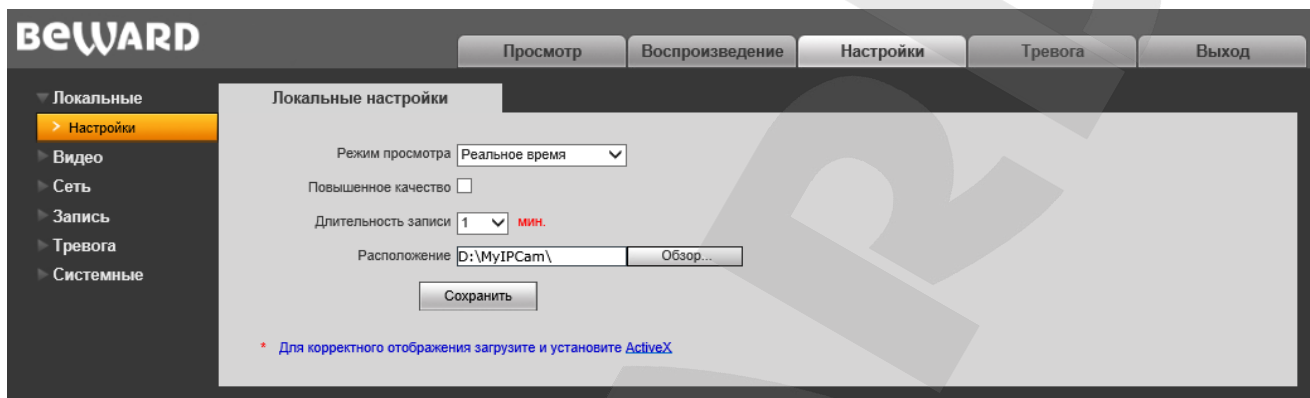 BEWARD
Просмотр Воспроизведение Настройки Тревога Выход
Локальные
> Настройки
Видео
Сеть
Запись
Тревога
Системные
Локальные настройки
Режим просмотра Реальное время
Повышенное качество
Длительность записи 1 мин.
Расположение D:\MyIPCam\ Обзор...
Сохранить
* Для корректного отображения загрузите и установите ActiveX